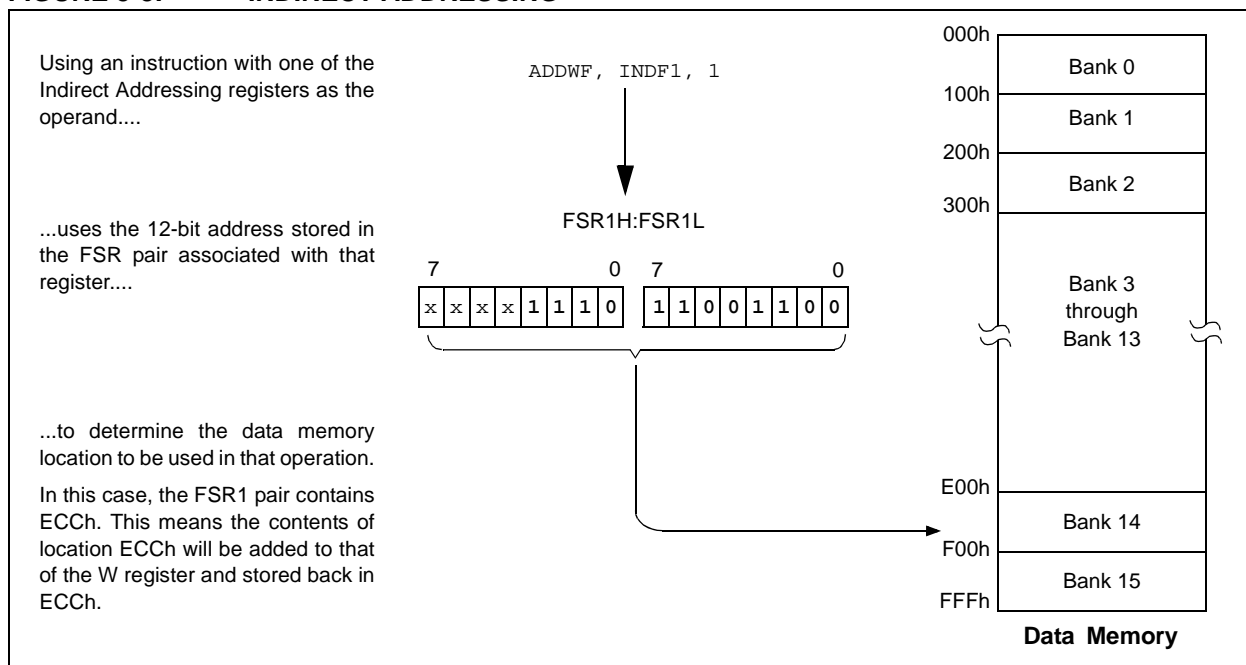 Using an instruction with one of the
Indirect Addressing registers as the
operand....
ADDWF, INDF1, 1
...uses the 12-bit address stored in
the FSR pair associated with that
register....
FSR1H:FSR1L
7 0 7 0
x x x x 1 1 1 0 1 1 0 0 1 1 0 0
...to determine the data memory
location to be used in that operation.
In this case, the FSR1 pair contains
ECCh. This means the contents of
location ECCh will be added to that
of the W register and stored back in
ECCh.
000h
Bank 0
100h
Bank 1
200h
Bank 2
300h
Bank 3
through
Bank 13
E00h
Bank 14
F00h
Bank 15
FFFh
Data Memory